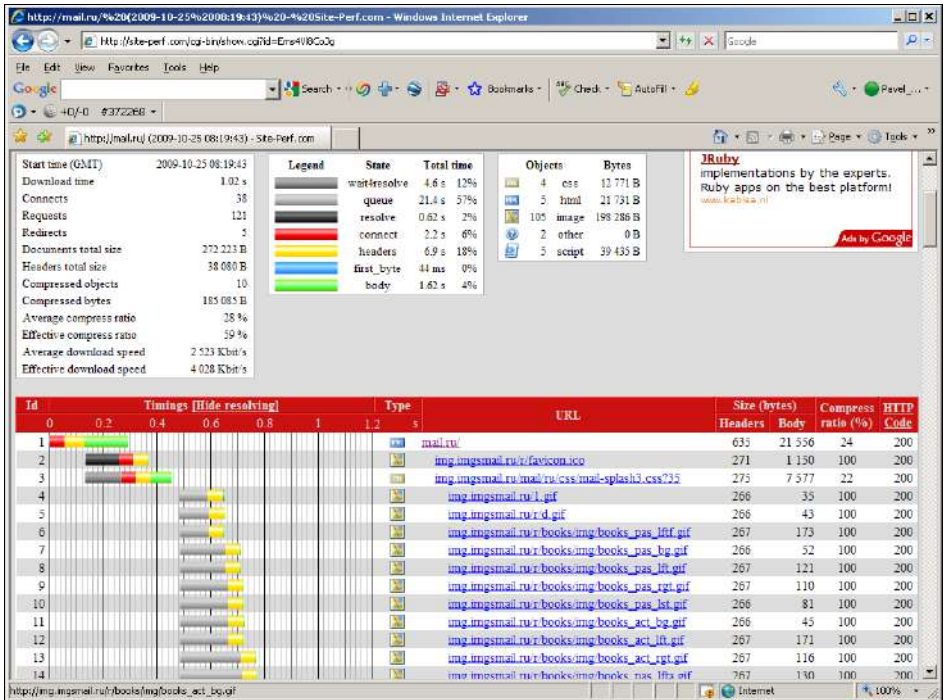 http://mail.ru/%20(2009-10-25%2008:19:43)%20-%20Site-Perf.com - Windows Internet Explorer
http://site-perf.com/cgi-bin/show.cgi?id=
Google
File Edit View Favorites Tools Help
Google Search Bookmarks Check AutoFill Pavel_...
+0/-0 #372268
http://mail.ru/ (2009-10-25 08:19:43) - Site-Perf.com
Page Tools
Start time (GMT) 2009-10-25 08:19:43
Download time 1.02 s
Connects 38
Requests 121
Redirects 5
Documents total size 272 223 B
Headers total size 38 080 B
Compressed objects 10
Compressed bytes 185 085 B
Average compress ratio 28 %
Effective compress ratio 59 %
Average download speed 2 523 Kbit/s
Effective download speed 4 028 Kbit/s
Legend State Total time
wait4resolve 4.6 s 12%
queue 21.4 s 57%
resolve 0.62 s 2%
connect 2.2 s 6%
headers 6.9 s 18%
first_byte 44 ms 0%
body 1.62 s 4%
Objects Bytes
4 css 12 771 B
5 html 21 731 B
105 image 198 286 B
2 other 0 B
5 script 39 435 B
JRuby
implementations by the experts.
Ruby apps on the best platform!
www.kabisa.nl
Ads by Google
Id Timings [Hide resolving] Type URL Size (bytes) Compress ratio (%) HTTP Code
0 0.2 0.4 0.6 0.8 1 1.2 s Headers Body
1 mail.ru/ 635 21 556 24 200
2 img.imgsmail.ru/r/favicon.ico 271 1 150 100 200
3 img.imgsmail.ru/mail/ru/css/mail-splash3.css?35 275 7 577 22 200
4 img.imgsmail.ru/1.gif 266 35 100 200
5 img.imgsmail.ru/r/d.gif 266 43 100 200
6 img.imgsmail.ru/r/books/img/books_pas_lftf.gif 267 173 100 200
7 img.imgsmail.ru/r/books/img/books_pas_bg.gif 266 52 100 200
8 img.imgsmail.ru/r/books/img/books_pas_lft.gif 267 121 100 200
9 img.imgsmail.ru/r/books/img/books_pas_rgt.gif 267 110 100 200
10 img.imgsmail.ru/r/books/img/books_pas_lst.gif 266 81 100 200
11 img.imgsmail.ru/r/books/img/books_act_bg.gif 266 45 100 200
12 img.imgsmail.ru/r/books/img/books_act_lft.gif 267 171 100 200
13 img.imgsmail.ru/r/books/img/books_act_rgt.gif 267 116 100 200
14 img.imgsmail.ru/r/books/img/books_pas_lfta.gif 267 130 100 200
http://img.imgsmail.ru/r/books/img/books_act_bg.gif
Internet 100%